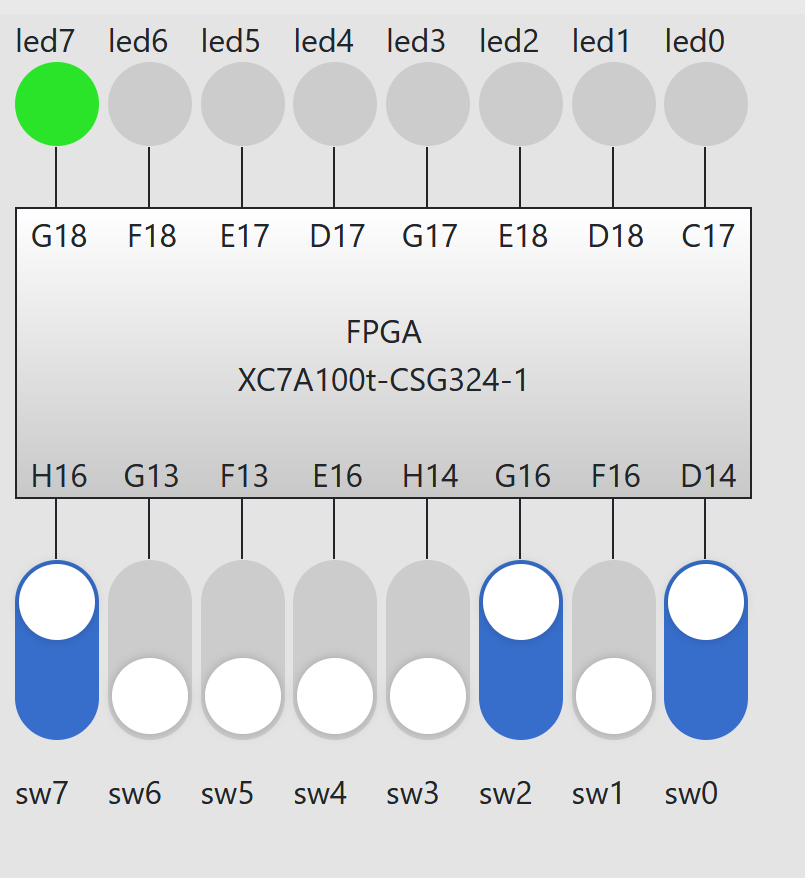 led7 led6 led5 led4 led3 led2 led1 led0
G18 F18 E17 D17 G17 E18 D18 C17
FPGA
XC7A100t-CSG324-1
H16 G13 F13 E16 H14 G16 F16 D14
sw7 sw6 sw5 sw4 sw3 sw2 sw1 sw0